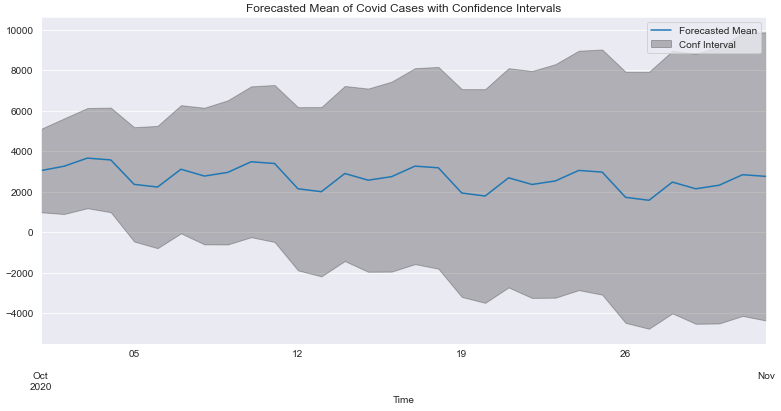 Forecasted Mean of Covid Cases with Confidence Intervals
Forecasted Mean
Conf Interval
10000
8000
6000
4000
2000
0
−2000
−4000
05
12
19
26
Oct
2020
Nov
Time